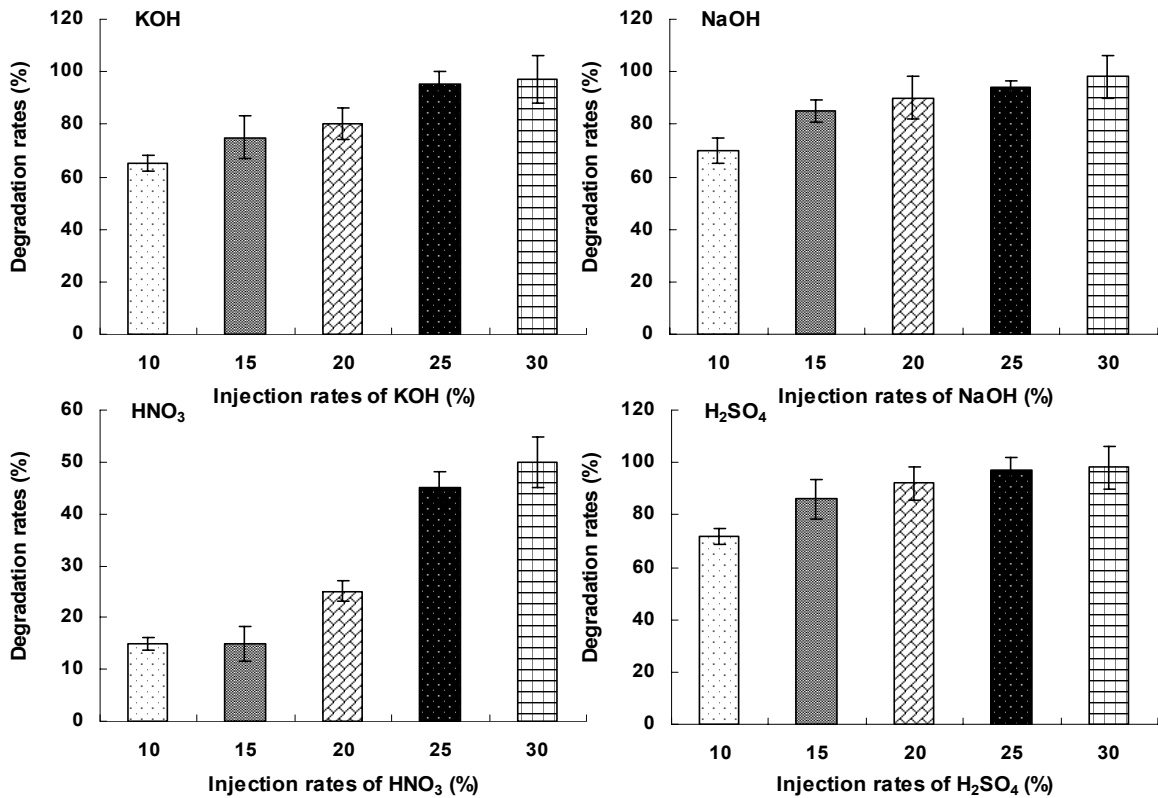 KOH
Degradation rates (%)
120
100
80
60
40
20
0
10 15 20 25 30
Injection rates of KOH (%)
NaOH
Degradation rates (%)
120
100
80
60
40
20
0
10 15 20 25 30
Injection rates of NaOH (%)
HNO₃
Degradation rates (%)
60
50
40
30
20
10
0
10 15 20 25 30
Injection rates of HNO₃ (%)
H₂SO₄
Degradation rates (%)
120
100
80
60
40
20
0
10 15 20 25 30
Injection rates of H₂SO₄ (%)